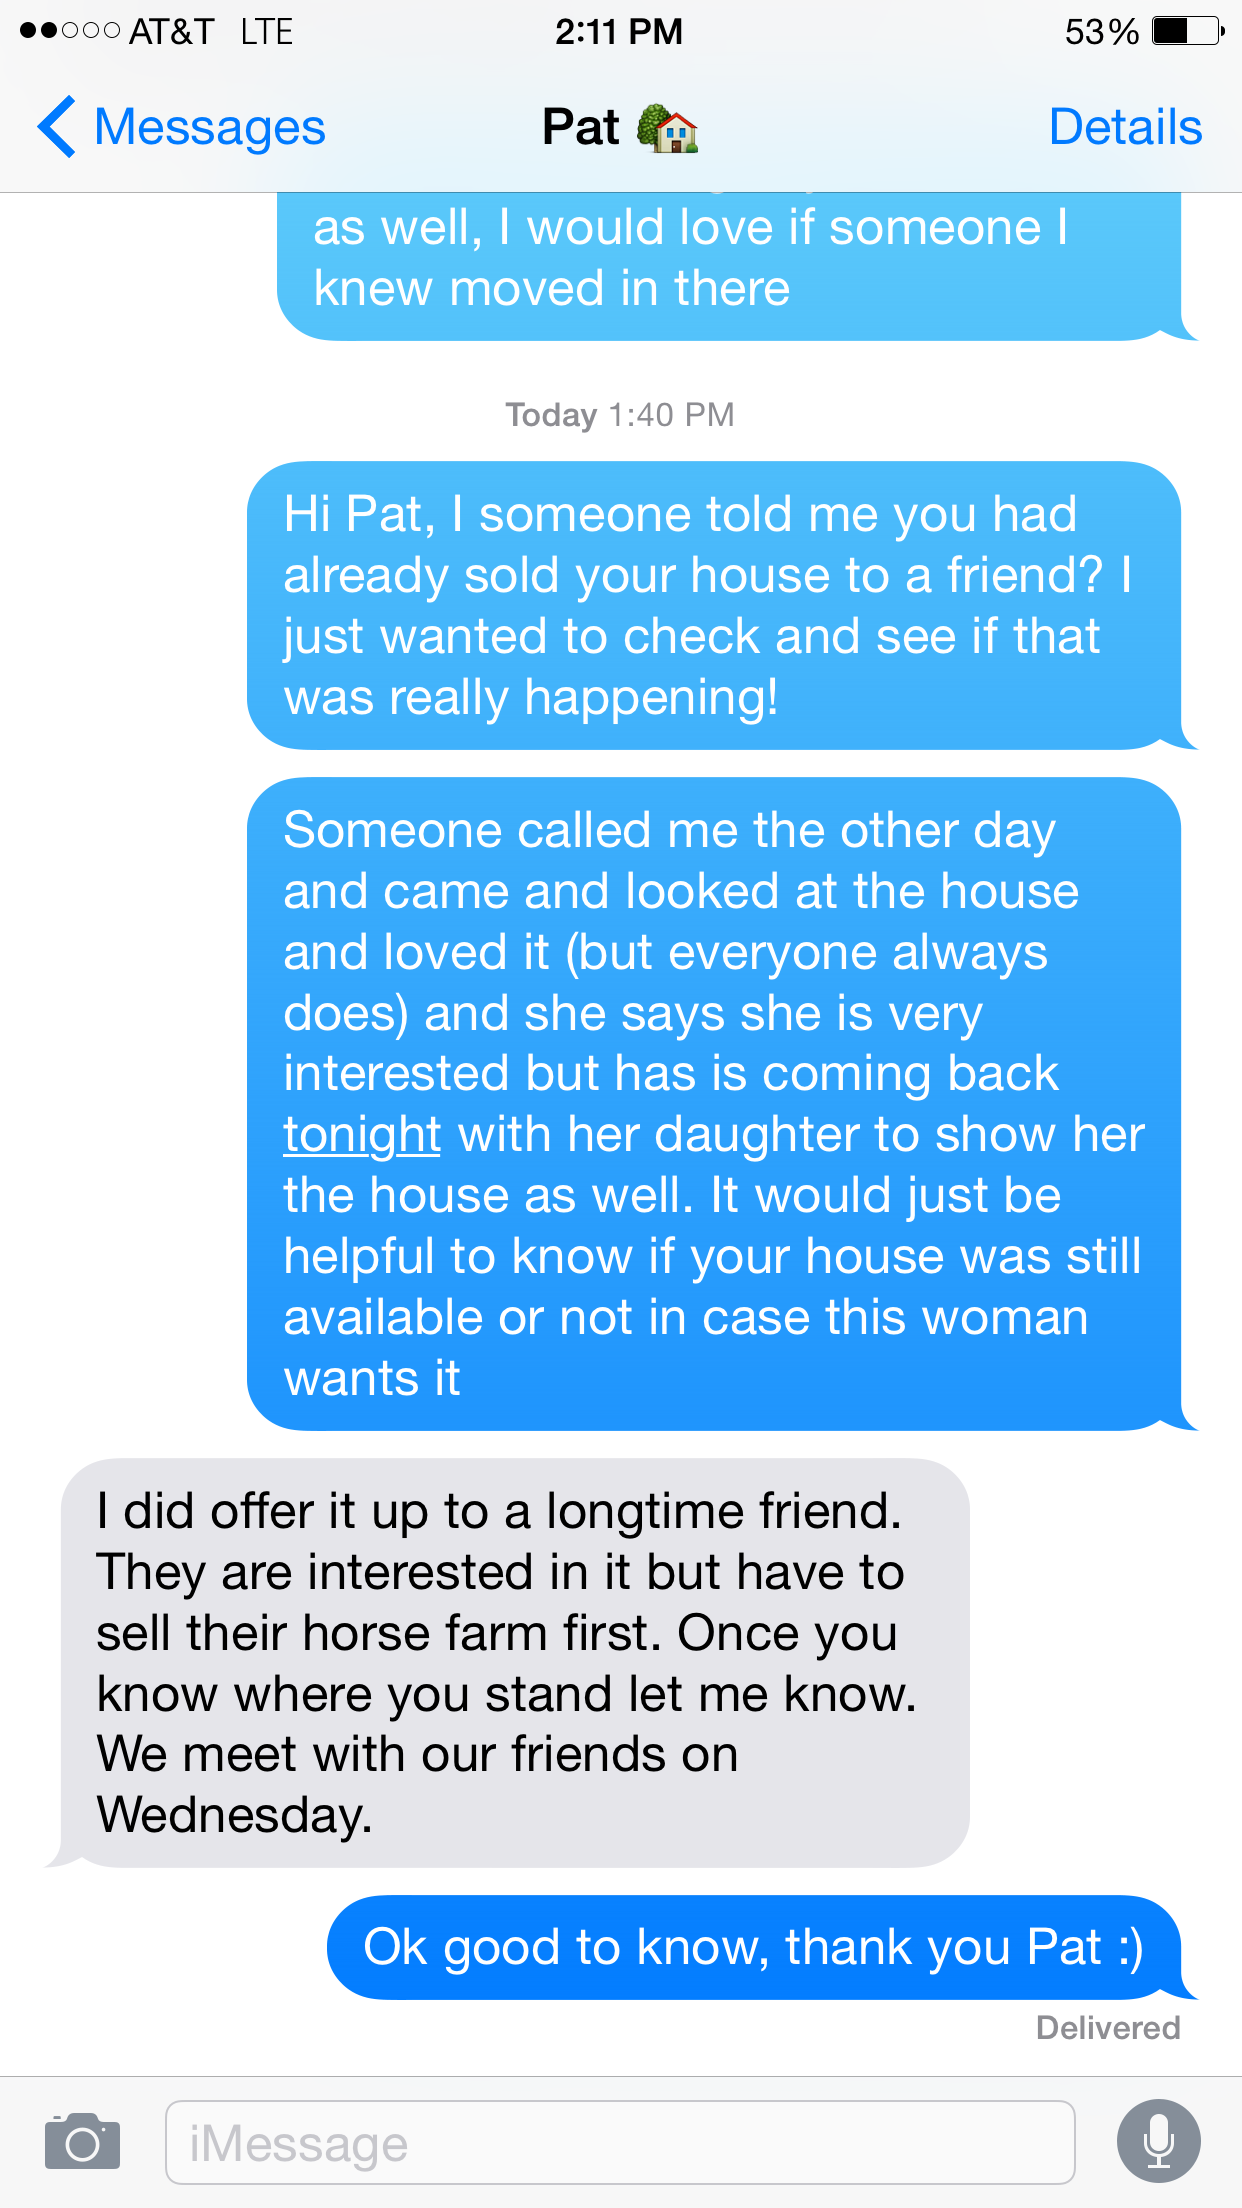 AT&T LTE 2:11 PM 53%
Messages Pat Details
as well, I would love if someone I
knew moved in there
Today 1:40 PM
Hi Pat, I someone told me you had
already sold your house to a friend? I
just wanted to check and see if that
was really happening!
Someone called me the other day
and came and looked at the house
and loved it (but everyone always
does) and she says she is very
interested but has is coming back
tonight with her daughter to show her
the house as well. It would just be
helpful to know if your house was still
available or not in case this woman
wants it
I did offer it up to a longtime friend.
They are interested in it but have to
sell their horse farm first. Once you
know where you stand let me know.
We meet with our friends on
Wednesday.
Ok good to know, thank you Pat :)
Delivered
iMessage